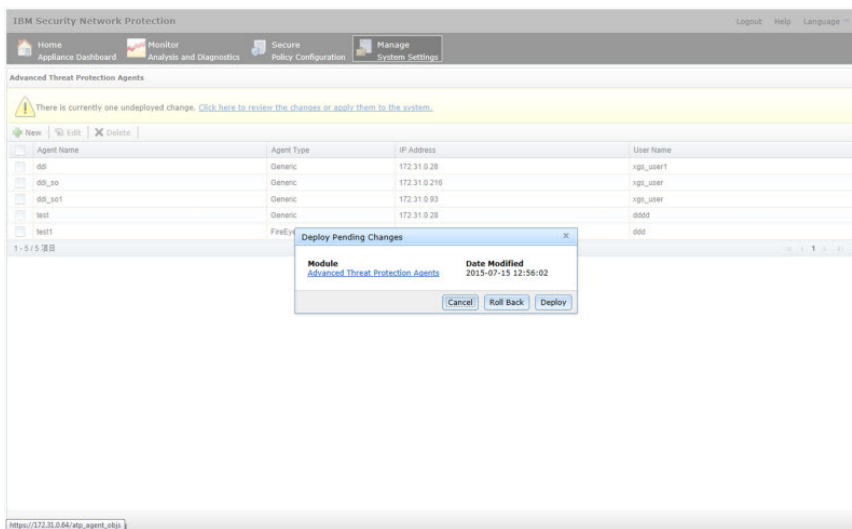 IBM Security Network Protection
Logout Help Language
Home
Appliance Dashboard
Monitor
Analysis and Diagnostics
Secure
Policy Configuration
Manage
System Settings
Advanced Threat Protection Agents
There is currently one undeployed change. Click here to review the changes or apply them to the system.
New Edit Delete
Agent Name Agent Type IP Address User Name
ddi Generic 172.31.0.28 xgs_user1
ddi_so Generic 172.31.0.216 xgs_user
ddi_so1 Generic 172.31.0.93 xgs_user
test Generic 172.31.0.28 dddd
test1 FireEye ddd
1 - 5 / 5 項目 1
Deploy Pending Changes
Module Date Modified
Advanced Threat Protection Agents 2015-07-15 12:56:02
Cancel Roll Back Deploy
https://172.31.0.64/atp_agent_objs